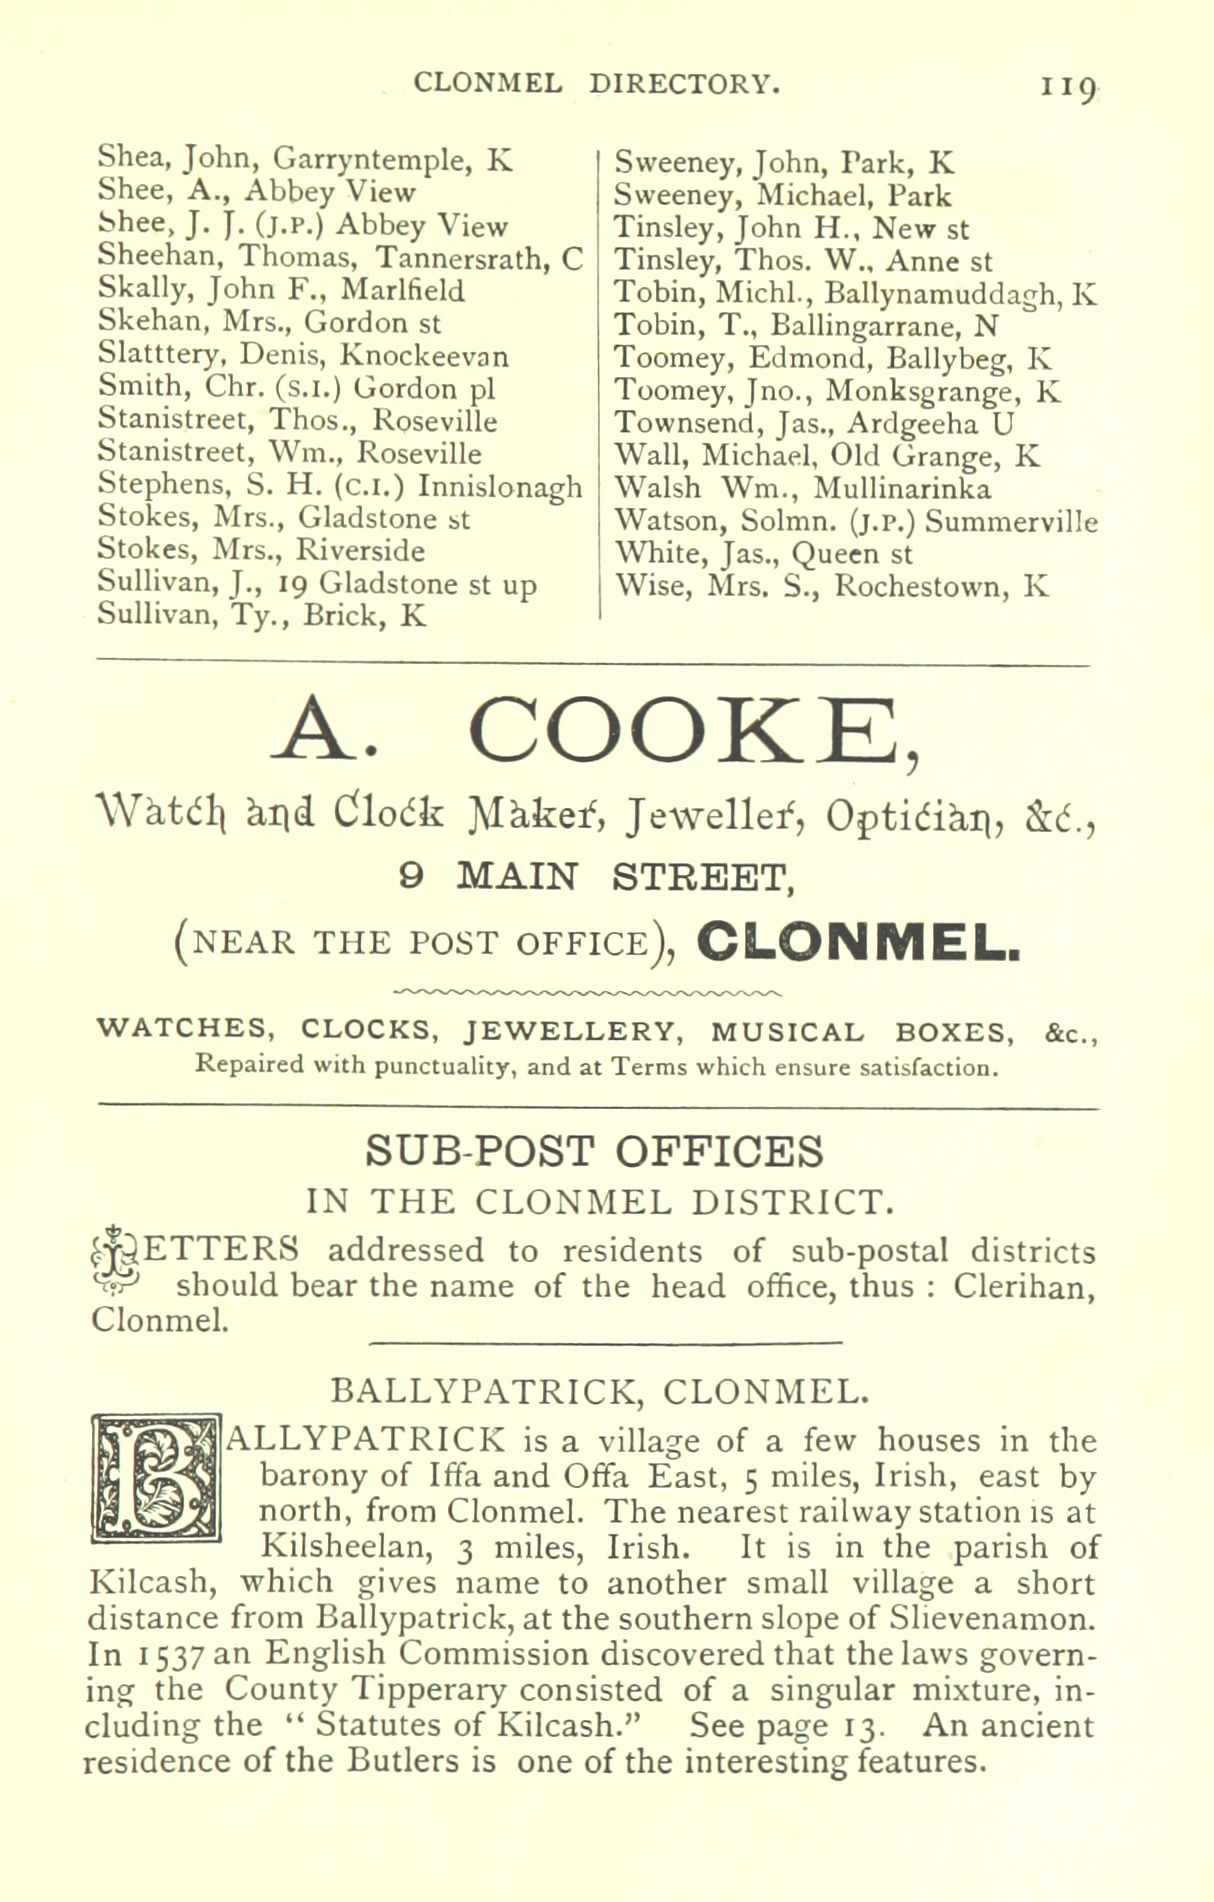 CLONMEL DIRECTORY. 119
Shea, John, Garryntemple, K
Shee, A., Abbey View
Shee, J. J. (J.P.) Abbey View
Sheehan, Thomas, Tannersrath, C
Skally, John F., Marlfield
Skehan, Mrs., Gordon st
Slatttery, Denis, Knockeevan
Smith, Chr. (S.I.) Gordon pl
Stanistreet, Thos., Roseville
Stanistreet, Wm., Roseville
Stephens, S. H. (C.I.) Innislonagh
Stokes, Mrs., Gladstone st
Stokes, Mrs., Riverside
Sullivan, J., 19 Gladstone st up
Sullivan, Ty., Brick, K
Sweeney, John, Park, K
Sweeney, Michael, Park
Tinsley, John H., New st
Tinsley, Thos. W., Anne st
Tobin, Michl., Ballynamuddagh, K
Tobin, T., Ballingarrane, N
Toomey, Edmond, Ballybeg, K
Toomey, Jno., Monksgrange, K
Townsend, Jas., Ardgeeha U
Wall, Michael, Old Grange, K
Walsh Wm., Mullinarinka
Watson, Solmn. (J.P.) Summerville
White, Jas., Queen st
Wise, Mrs. S., Rochestown, K
A. COOKE,
Watch and Clock Maker, Jeweller, Optician, &c.,
9 MAIN STREET,
(NEAR THE POST OFFICE), CLONMEL.
WATCHES, CLOCKS, JEWELLERY, MUSICAL BOXES, &c.,
Repaired with punctuality, and at Terms which ensure satisfaction.
SUB-POST OFFICES
IN THE CLONMEL DISTRICT.
LETTERS addressed to residents of sub-postal districts
should bear the name of the head office, thus : Clerihan,
Clonmel.
BALLYPATRICK, CLONMEL.
BALLYPATRICK is a village of a few houses in the
barony of Iffa and Offa East, 5 miles, Irish, east by
north, from Clonmel. The nearest railway station is at
Kilsheelan, 3 miles, Irish. It is in the parish of
Kilcash, which gives name to another small village a short
distance from Ballypatrick, at the southern slope of Slievenamon.
In 1537 an English Commission discovered that the laws govern-
ing the County Tipperary consisted of a singular mixture, in-
cluding the “ Statutes of Kilcash.” See page 13. An ancient
residence of the Butlers is one of the interesting features.